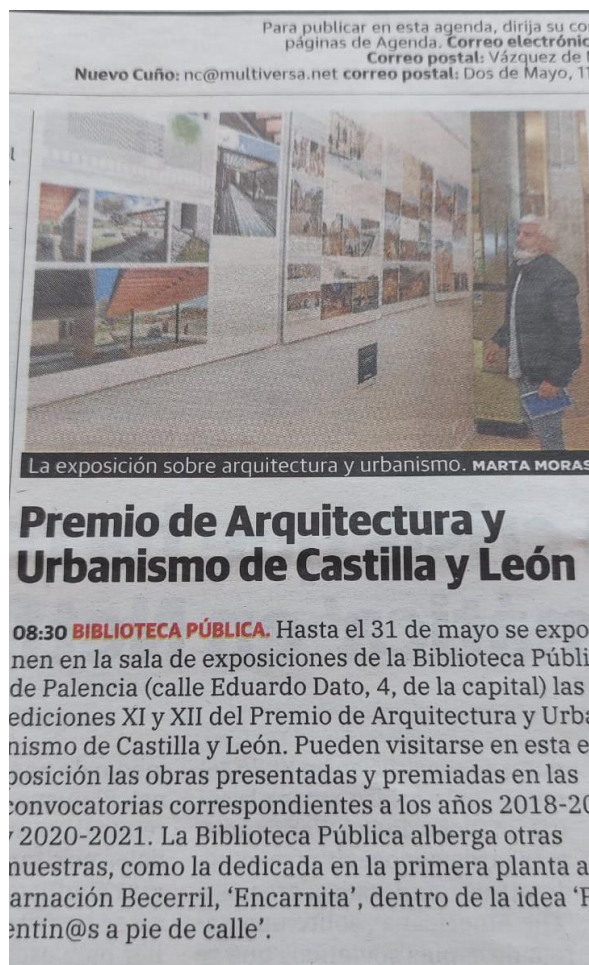 Para publicar en esta agenda, dirija su co
páginas de Agenda. Correo electrónic
Correo postal: Vázquez de
Nuevo Cuño: nc@multiversa.net correo postal: Dos de Mayo, 1
La exposición sobre arquitectura y urbanismo. MARTA MORAS
Premio de Arquitectura y
Urbanismo de Castilla y León
08:30 BIBLIOTECA PÚBLICA. Hasta el 31 de mayo se expo
nen en la sala de exposiciones de la Biblioteca Públi
de Palencia (calle Eduardo Dato, 4, de la capital) las
ediciones XI y XII del Premio de Arquitectura y Urba
nismo de Castilla y León. Pueden visitarse en esta e
posición las obras presentadas y premiadas en las
convocatorias correspondientes a los años 2018-20
y 2020-2021. La Biblioteca Pública alberga otras
muestras, como la dedicada en la primera planta a
arnación Becerril, ‘Encarnita’, dentro de la idea ‘
entin@s a pie de calle’.